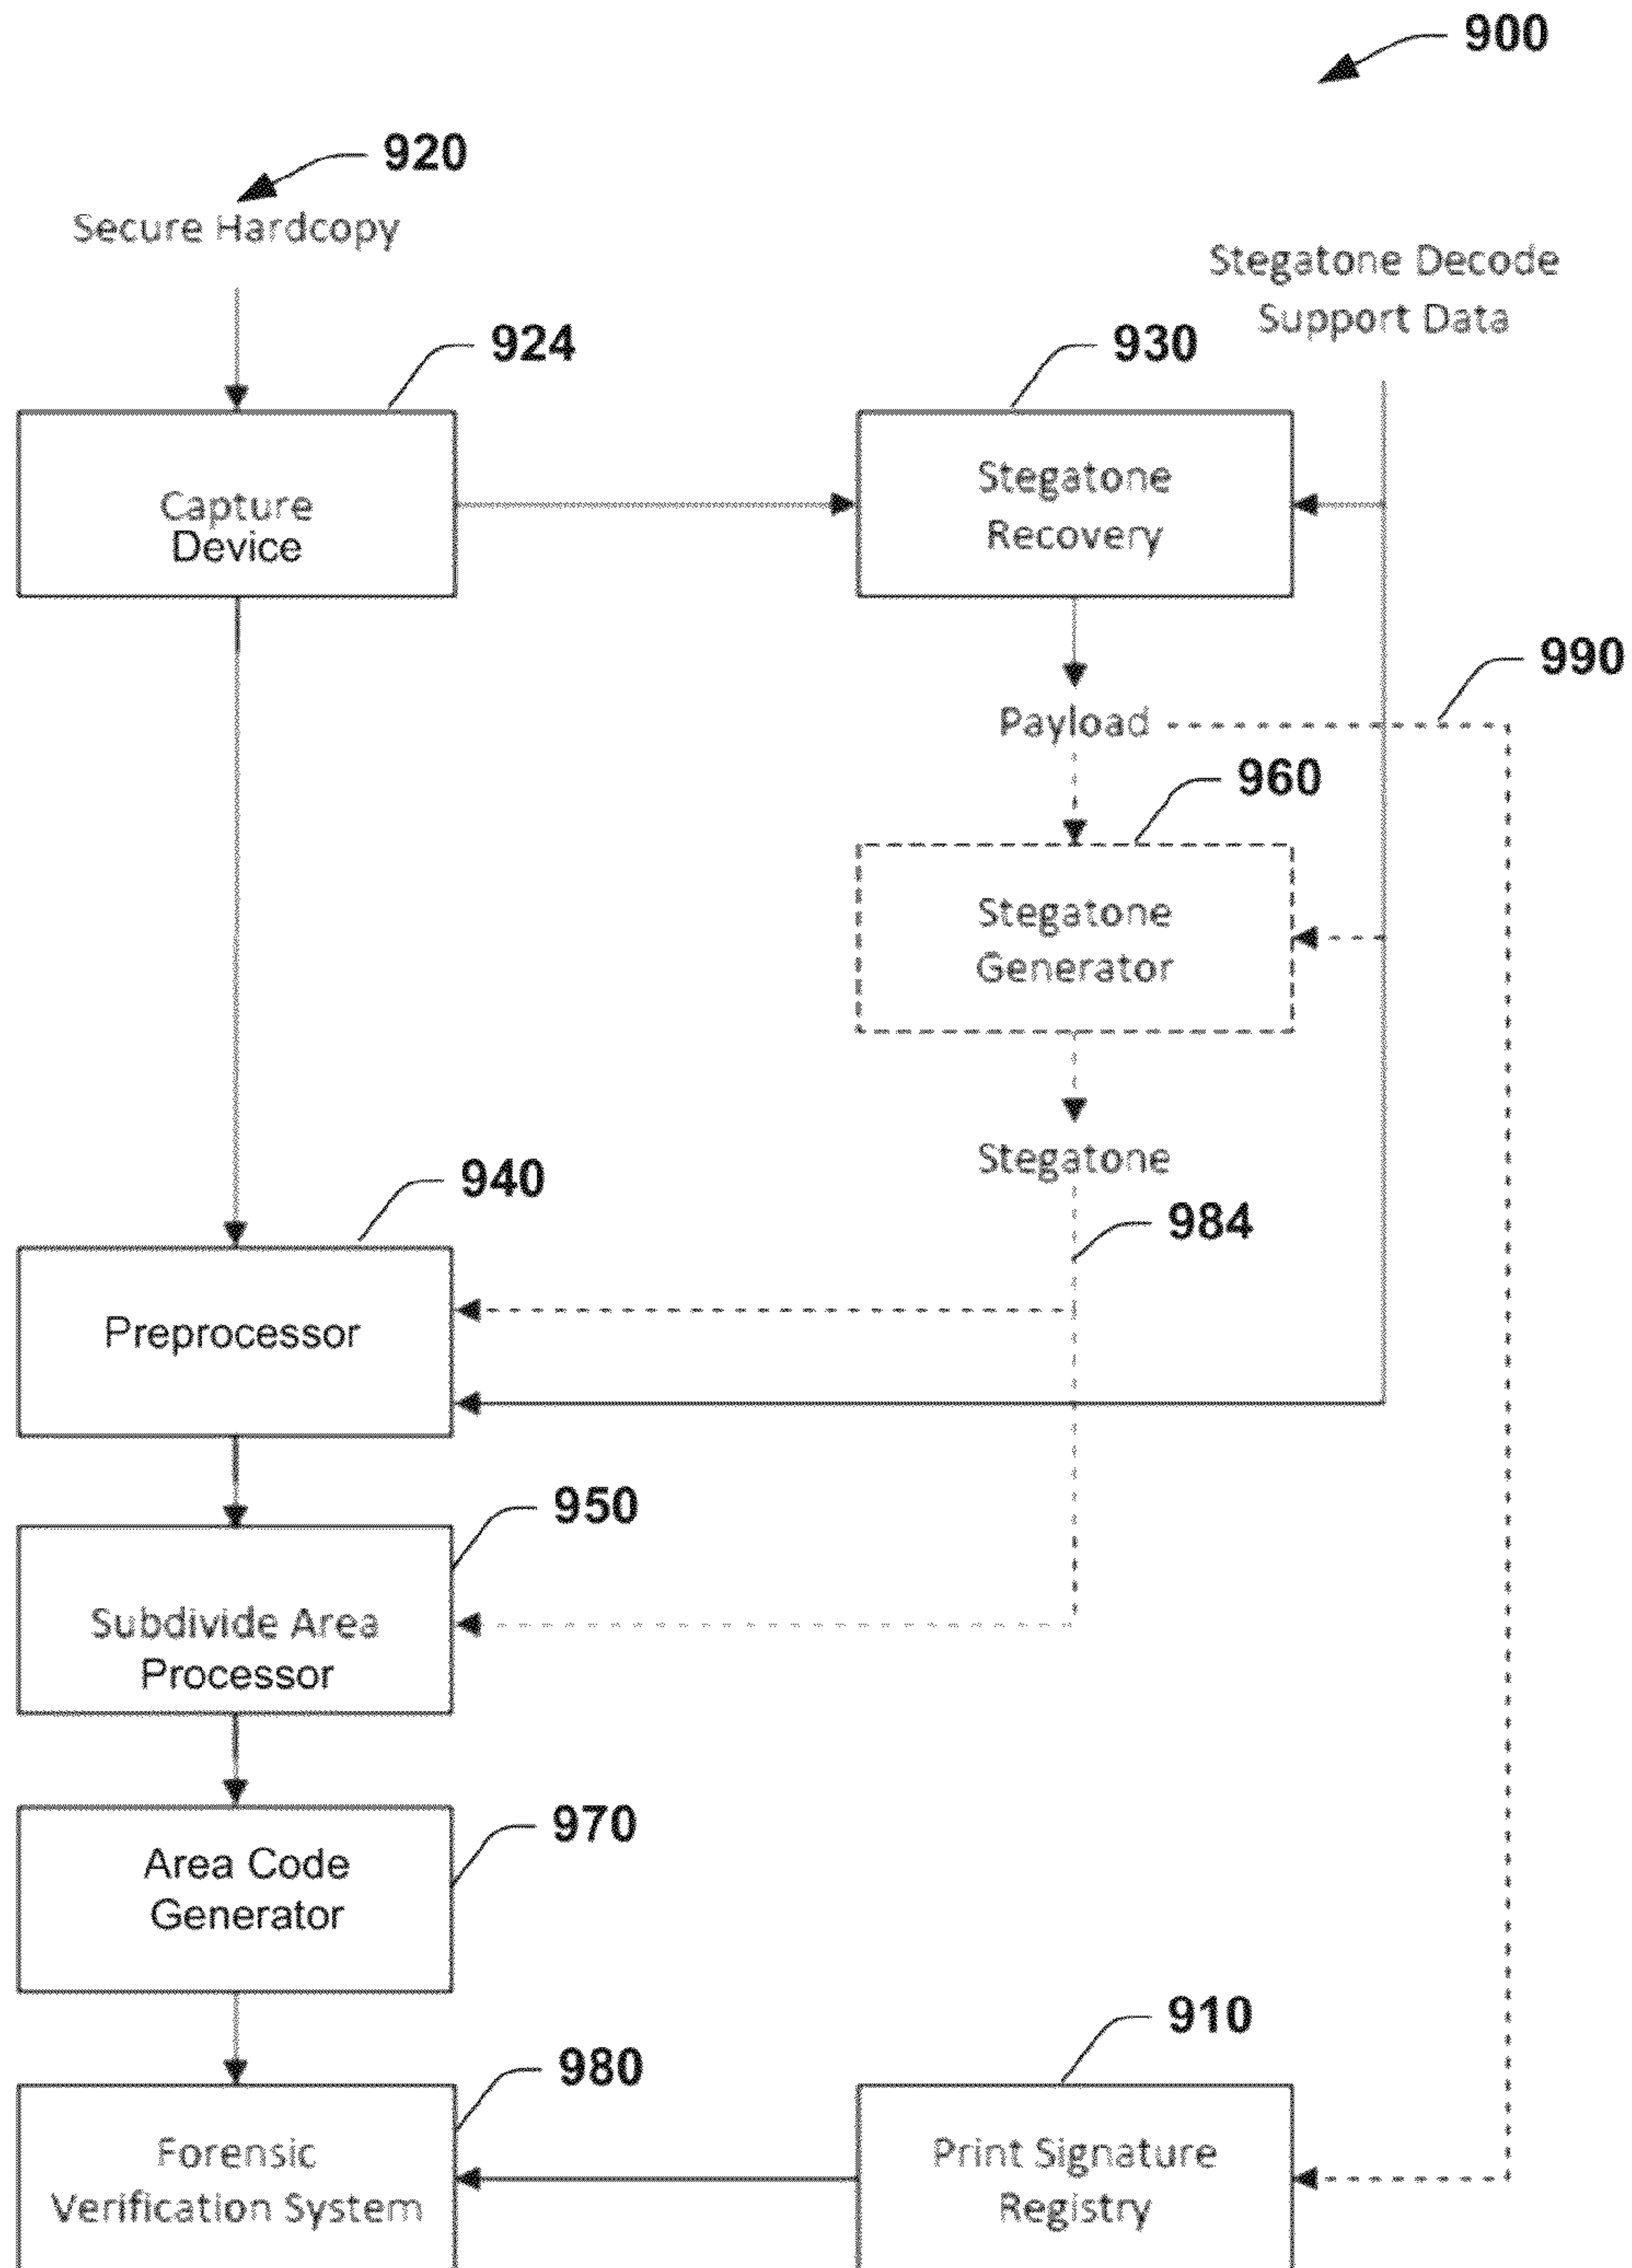 900
920
Secure Hardcopy
Stegatone Decode
Support Data
924
930
Capture
Device
Stegatone
Recovery
990
Payload
960
Stegatone
Generator
Stegatone
940
984
Preprocessor
950
Subdivide Area
Processor
970
Area Code
Generator
910
980
Forensic
Verification System
Print Signature
Registry